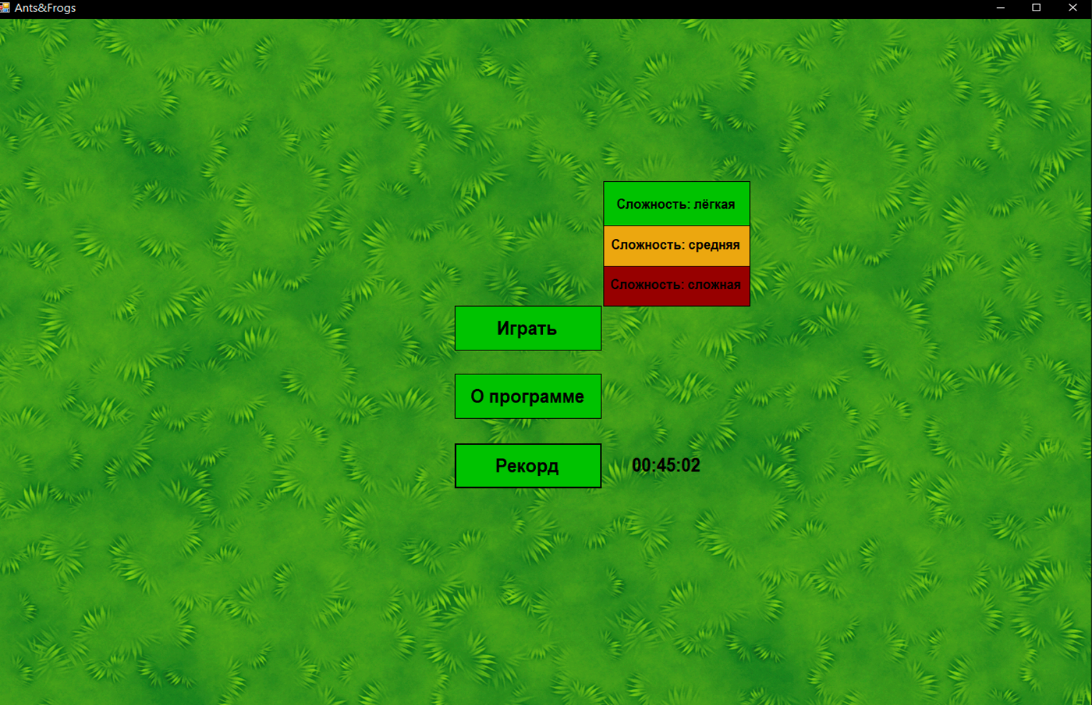 Ants&Frogs
Сложность: лёгкая
Сложность: средняя
Сложность: сложная
Играть
О программе
Рекорд
00:45:02